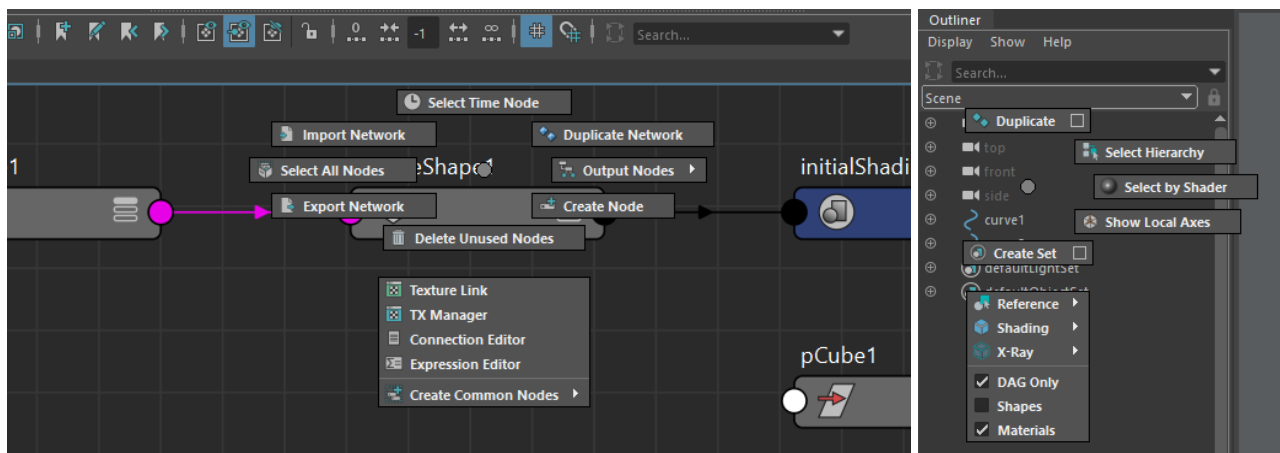 0
-1
∞
Search...
Select Time Node
Import Network
Duplicate Network
1
Select All Nodes
eShape1
Output Nodes
initialShadi
Export Network
Create Node
Delete Unused Nodes
Texture Link
TX Manager
Connection Editor
Expression Editor
Create Common Nodes
pCube1
Outliner
Display Show Help
Search...
Scene
Duplicate
top
Select Hierarchy
front
Select by Shader
side
curve1
Show Local Axes
Create Set
defaultLightSet
defaultObjectSet
Reference
Shading
X-Ray
DAG Only
Shapes
Materials